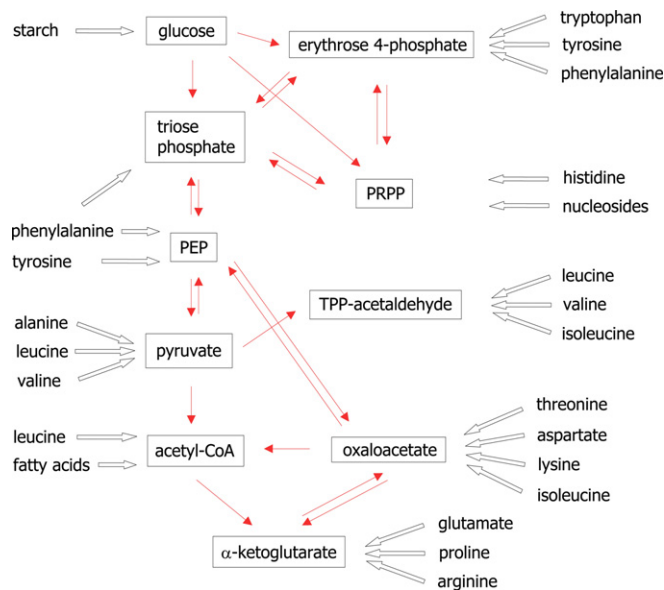 starch
glucose
erythrose 4-phosphate
tryptophan
tyrosine
phenylalanine
triose
phosphate
PRPP
histidine
nucleosides
phenylalanine
tyrosine
PEP
TPP-acetaldehyde
leucine
valine
isoleucine
alanine
leucine
valine
pyruvate
leucine
fatty acids
acetyl-CoA
oxaloacetate
threonine
aspartate
lysine
isoleucine
α-ketoglutarate
glutamate
proline
arginine